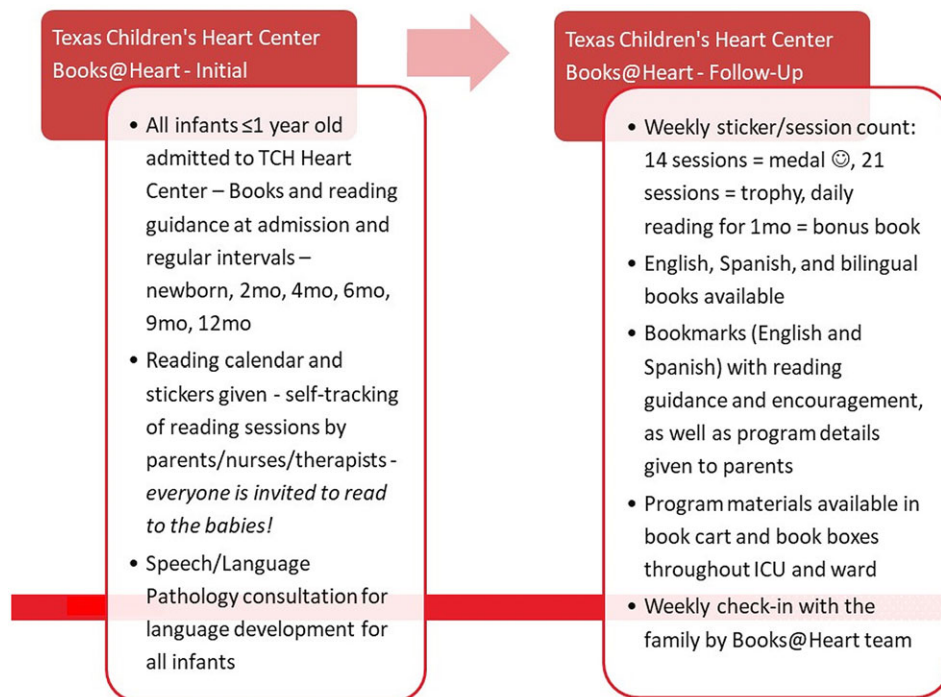 Texas Children's Heart Center
Books@Heart - Initial
• All infants ≤1 year old
admitted to TCH Heart
Center – Books and reading
guidance at admission and
regular intervals –
newborn, 2mo, 4mo, 6mo,
9mo, 12mo
• Reading calendar and
stickers given - self-tracking
of reading sessions by
parents/nurses/therapists -
everyone is invited to read
to the babies!
• Speech/Language
Pathology consultation for
language development for
all infants
Texas Children's Heart Center
Books@Heart - Follow-Up
• Weekly sticker/session count:
14 sessions = medal ☺, 21
sessions = trophy, daily
reading for 1mo = bonus book
• English, Spanish, and bilingual
books available
• Bookmarks (English and
Spanish) with reading
guidance and encouragement,
as well as program details
given to parents
• Program materials available in
book cart and book boxes
throughout ICU and ward
• Weekly check-in with the
family by Books@Heart team